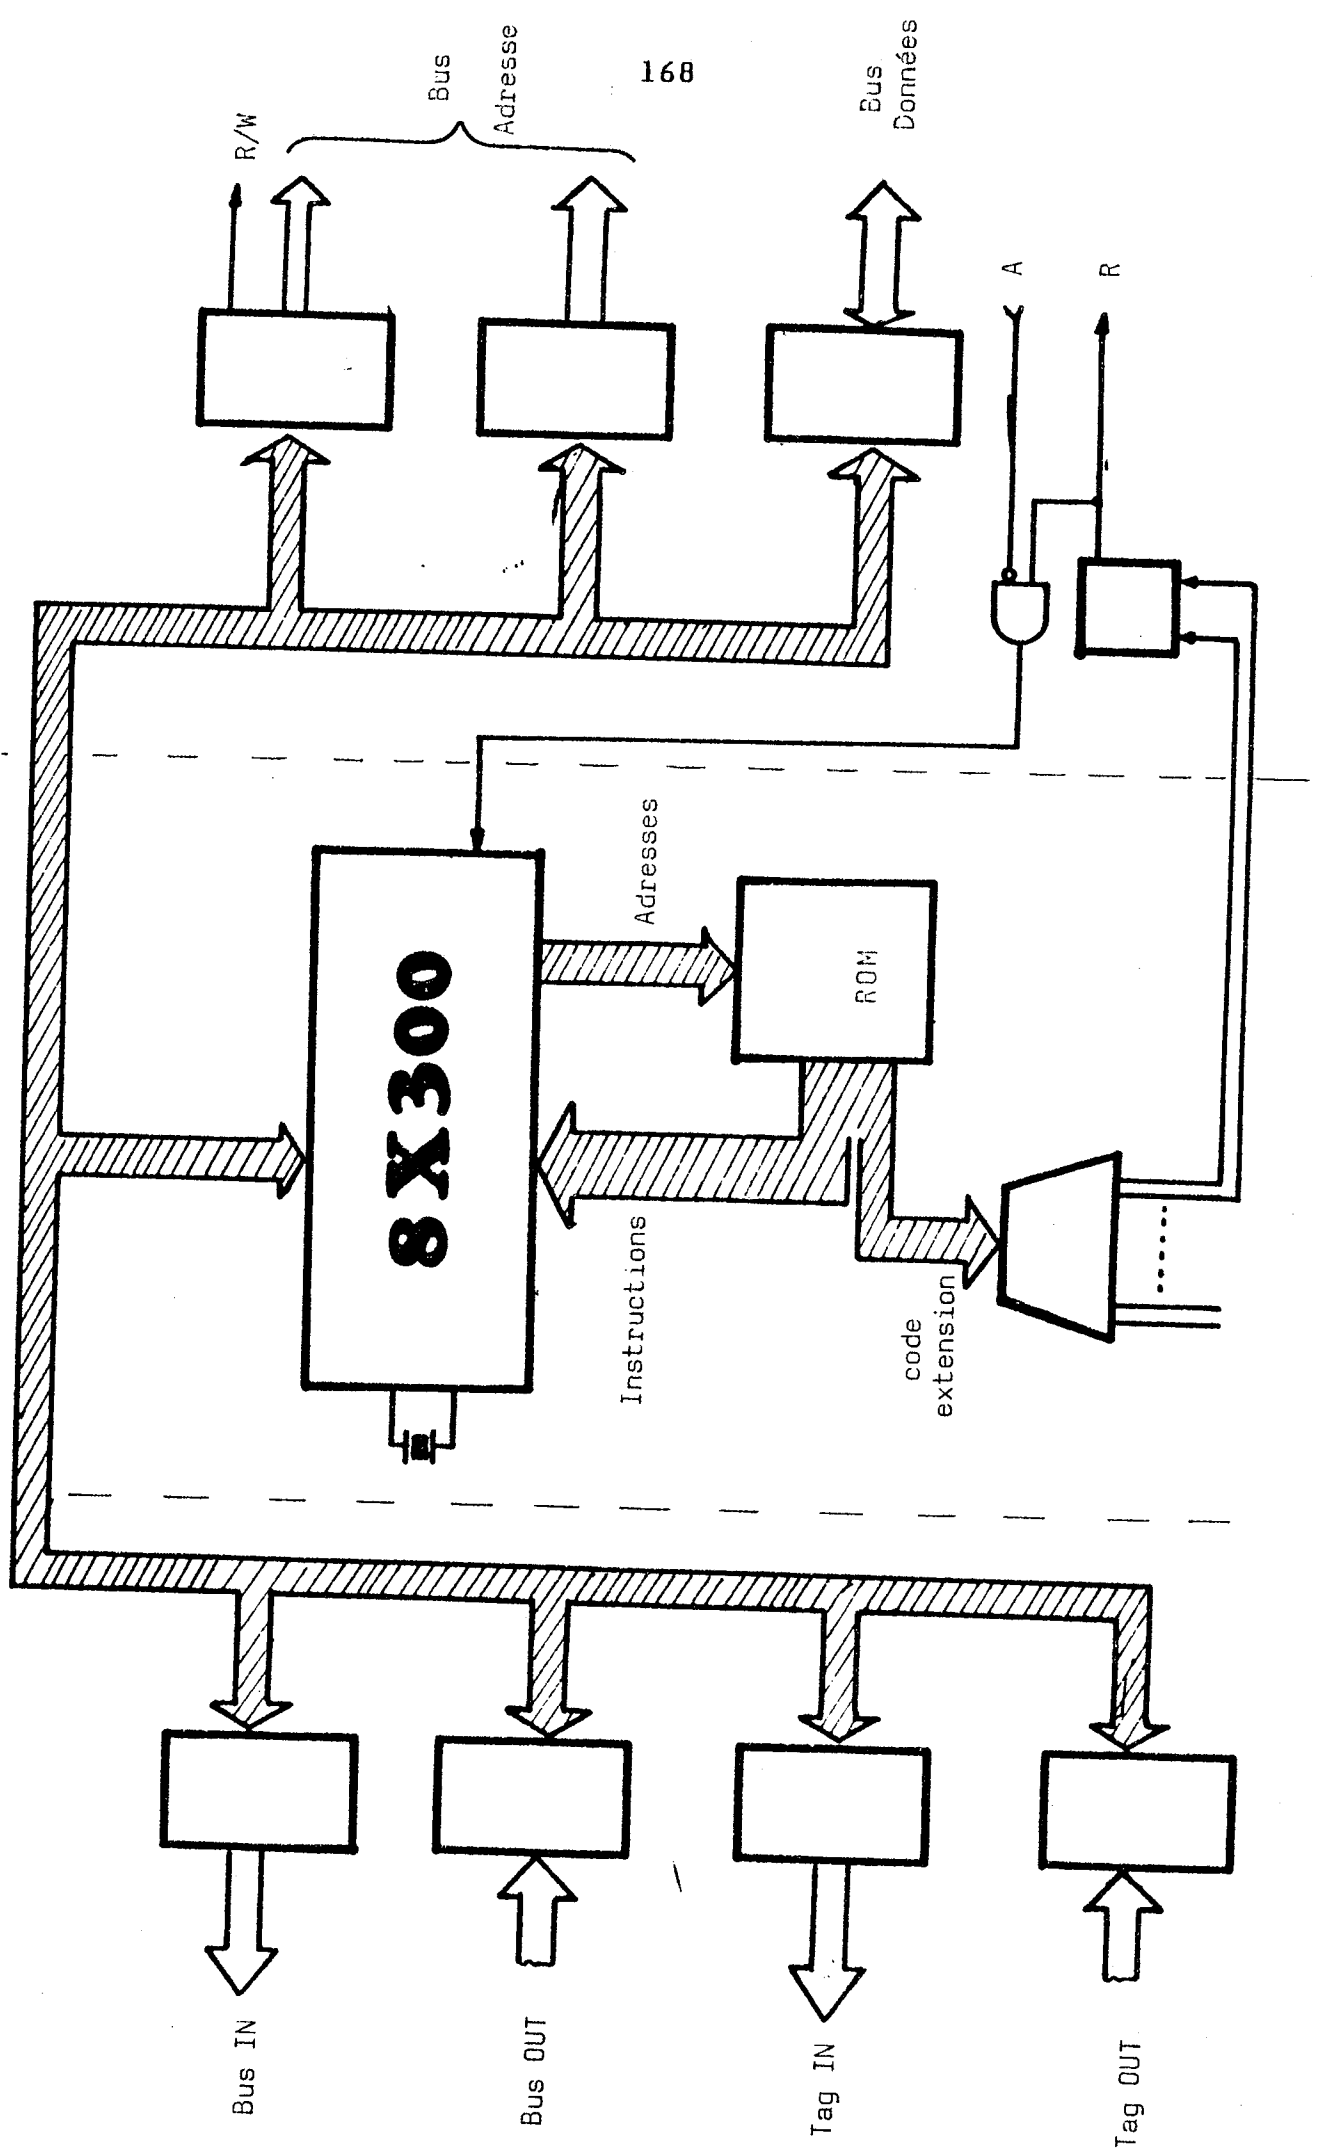 168
R/W
Bus
Adresse
Bus
Données
A
R
Adresses
8X300
ROM
Instructions
code
extension
Bus IN
Bus OUT
Tag IN
Tag OUT